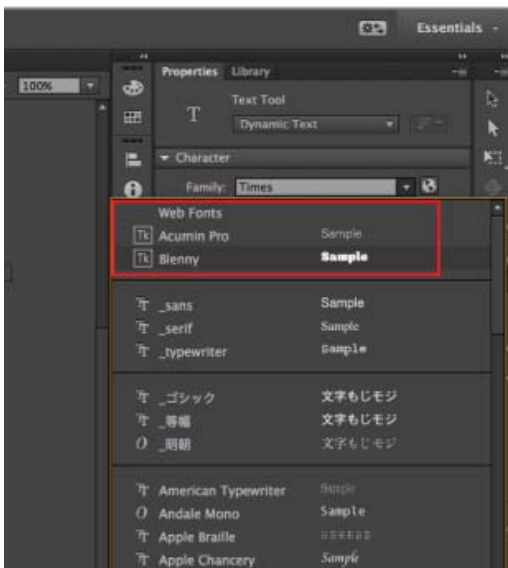 Essentials
Properties Library
100%
Text Tool
T
Dynamic Text
Character
Family: Times
Web Fonts
Tk Acumin Pro Sample
Tk Blenny Sample
_sans Sample
_serif Sample
_typewriter Sample
_ゴシック 文字もじモジ
_等幅 文字もじモジ
_明朝 文字もじモジ
American Typewriter Sample
Andale Mono Sample
Apple Braille
Apple Chancery Sample